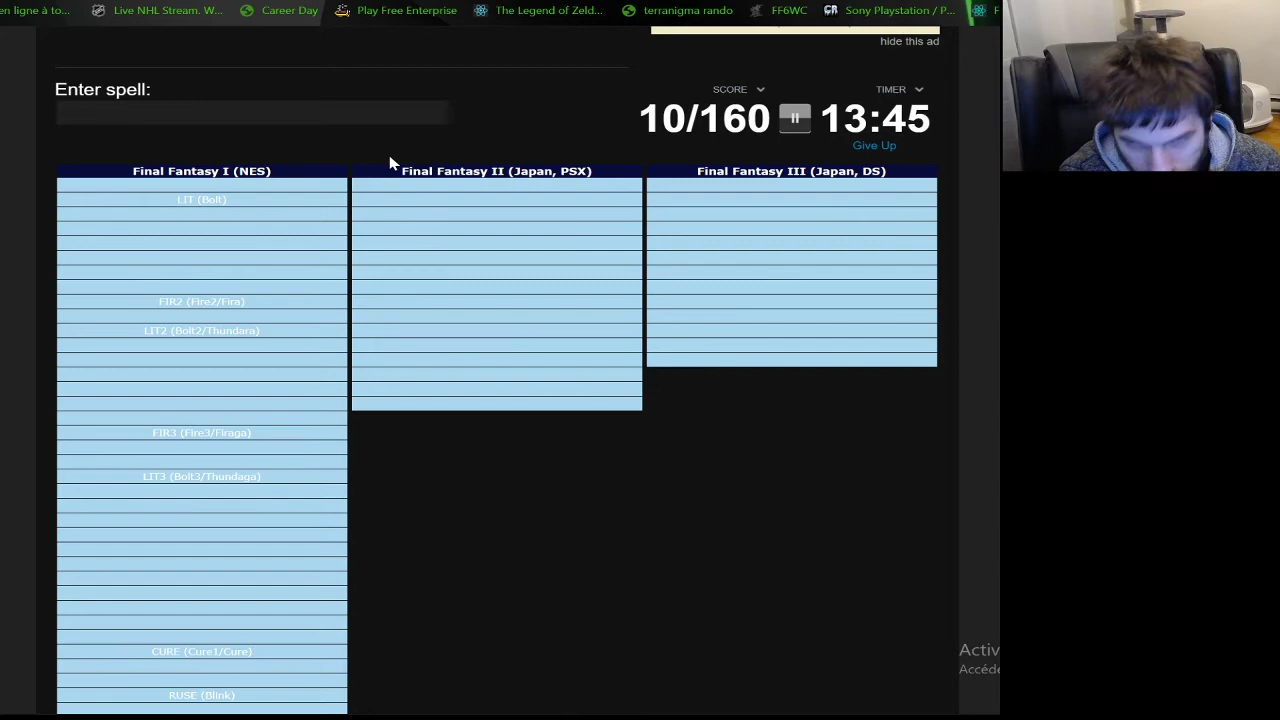 en ligne à to...
Live NHL Stream. W...
Career Day
Play Free Enterprise
The Legend of Zeld...
terranigma rando
FF6WC
Sony Playstation / P...
F
hide this ad
Enter spell:
SCORE
TIMER
10/160
13:45
Give Up
Final Fantasy I (NES)
Final Fantasy II (Japan, PSX)
Final Fantasy III (Japan, DS)
LIT (Bolt)
FIR2 (Fire2/Fira)
LIT2 (Bolt2/Thundara)
FIR3 (Fire3/Firaga)
LIT3 (Bolt3/Thundaga)
CURE (Cure1/Cure)
RUSE (Blink)
Activ
Accéde